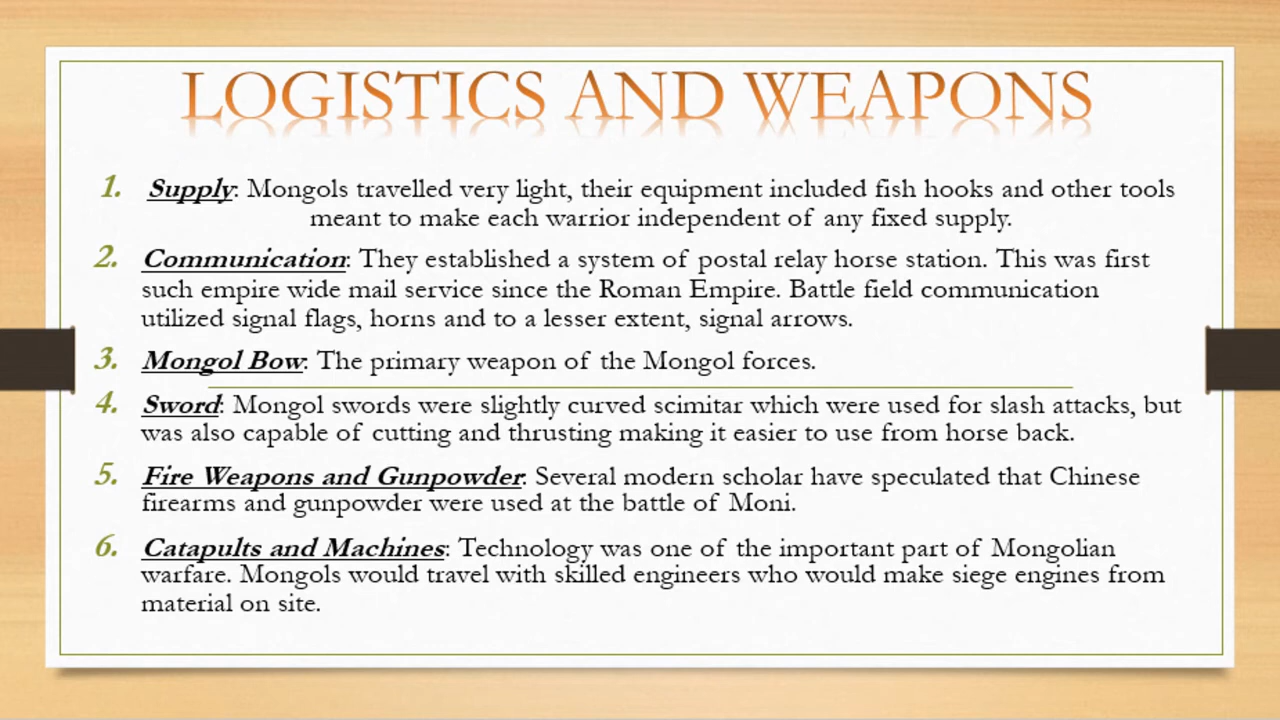 LOGISTICS AND WEAPONS
1. Supply: Mongols travelled very light, their equipment included fish hooks and other tools
meant to make each warrior independent of any fixed supply.
2. Communication: They established a system of postal relay horse station. This was first
such empire wide mail service since the Roman Empire. Battle field communication
utilized signal flags, horns and to a lesser extent, signal arrows.
3. Mongol Bow: The primary weapon of the Mongol forces.
4. Sword: Mongol swords were slightly curved scimitar which were used for slash attacks, but
was also capable of cutting and thrusting making it easier to use from horse back.
5. Fire Weapons and Gunpowder: Several modern scholar have speculated that Chinese
firearms and gunpowder were used at the battle of Moni.
6. Catapults and Machines: Technology was one of the important part of Mongolian
warfare. Mongols would travel with skilled engineers who would make siege engines from
material on site.